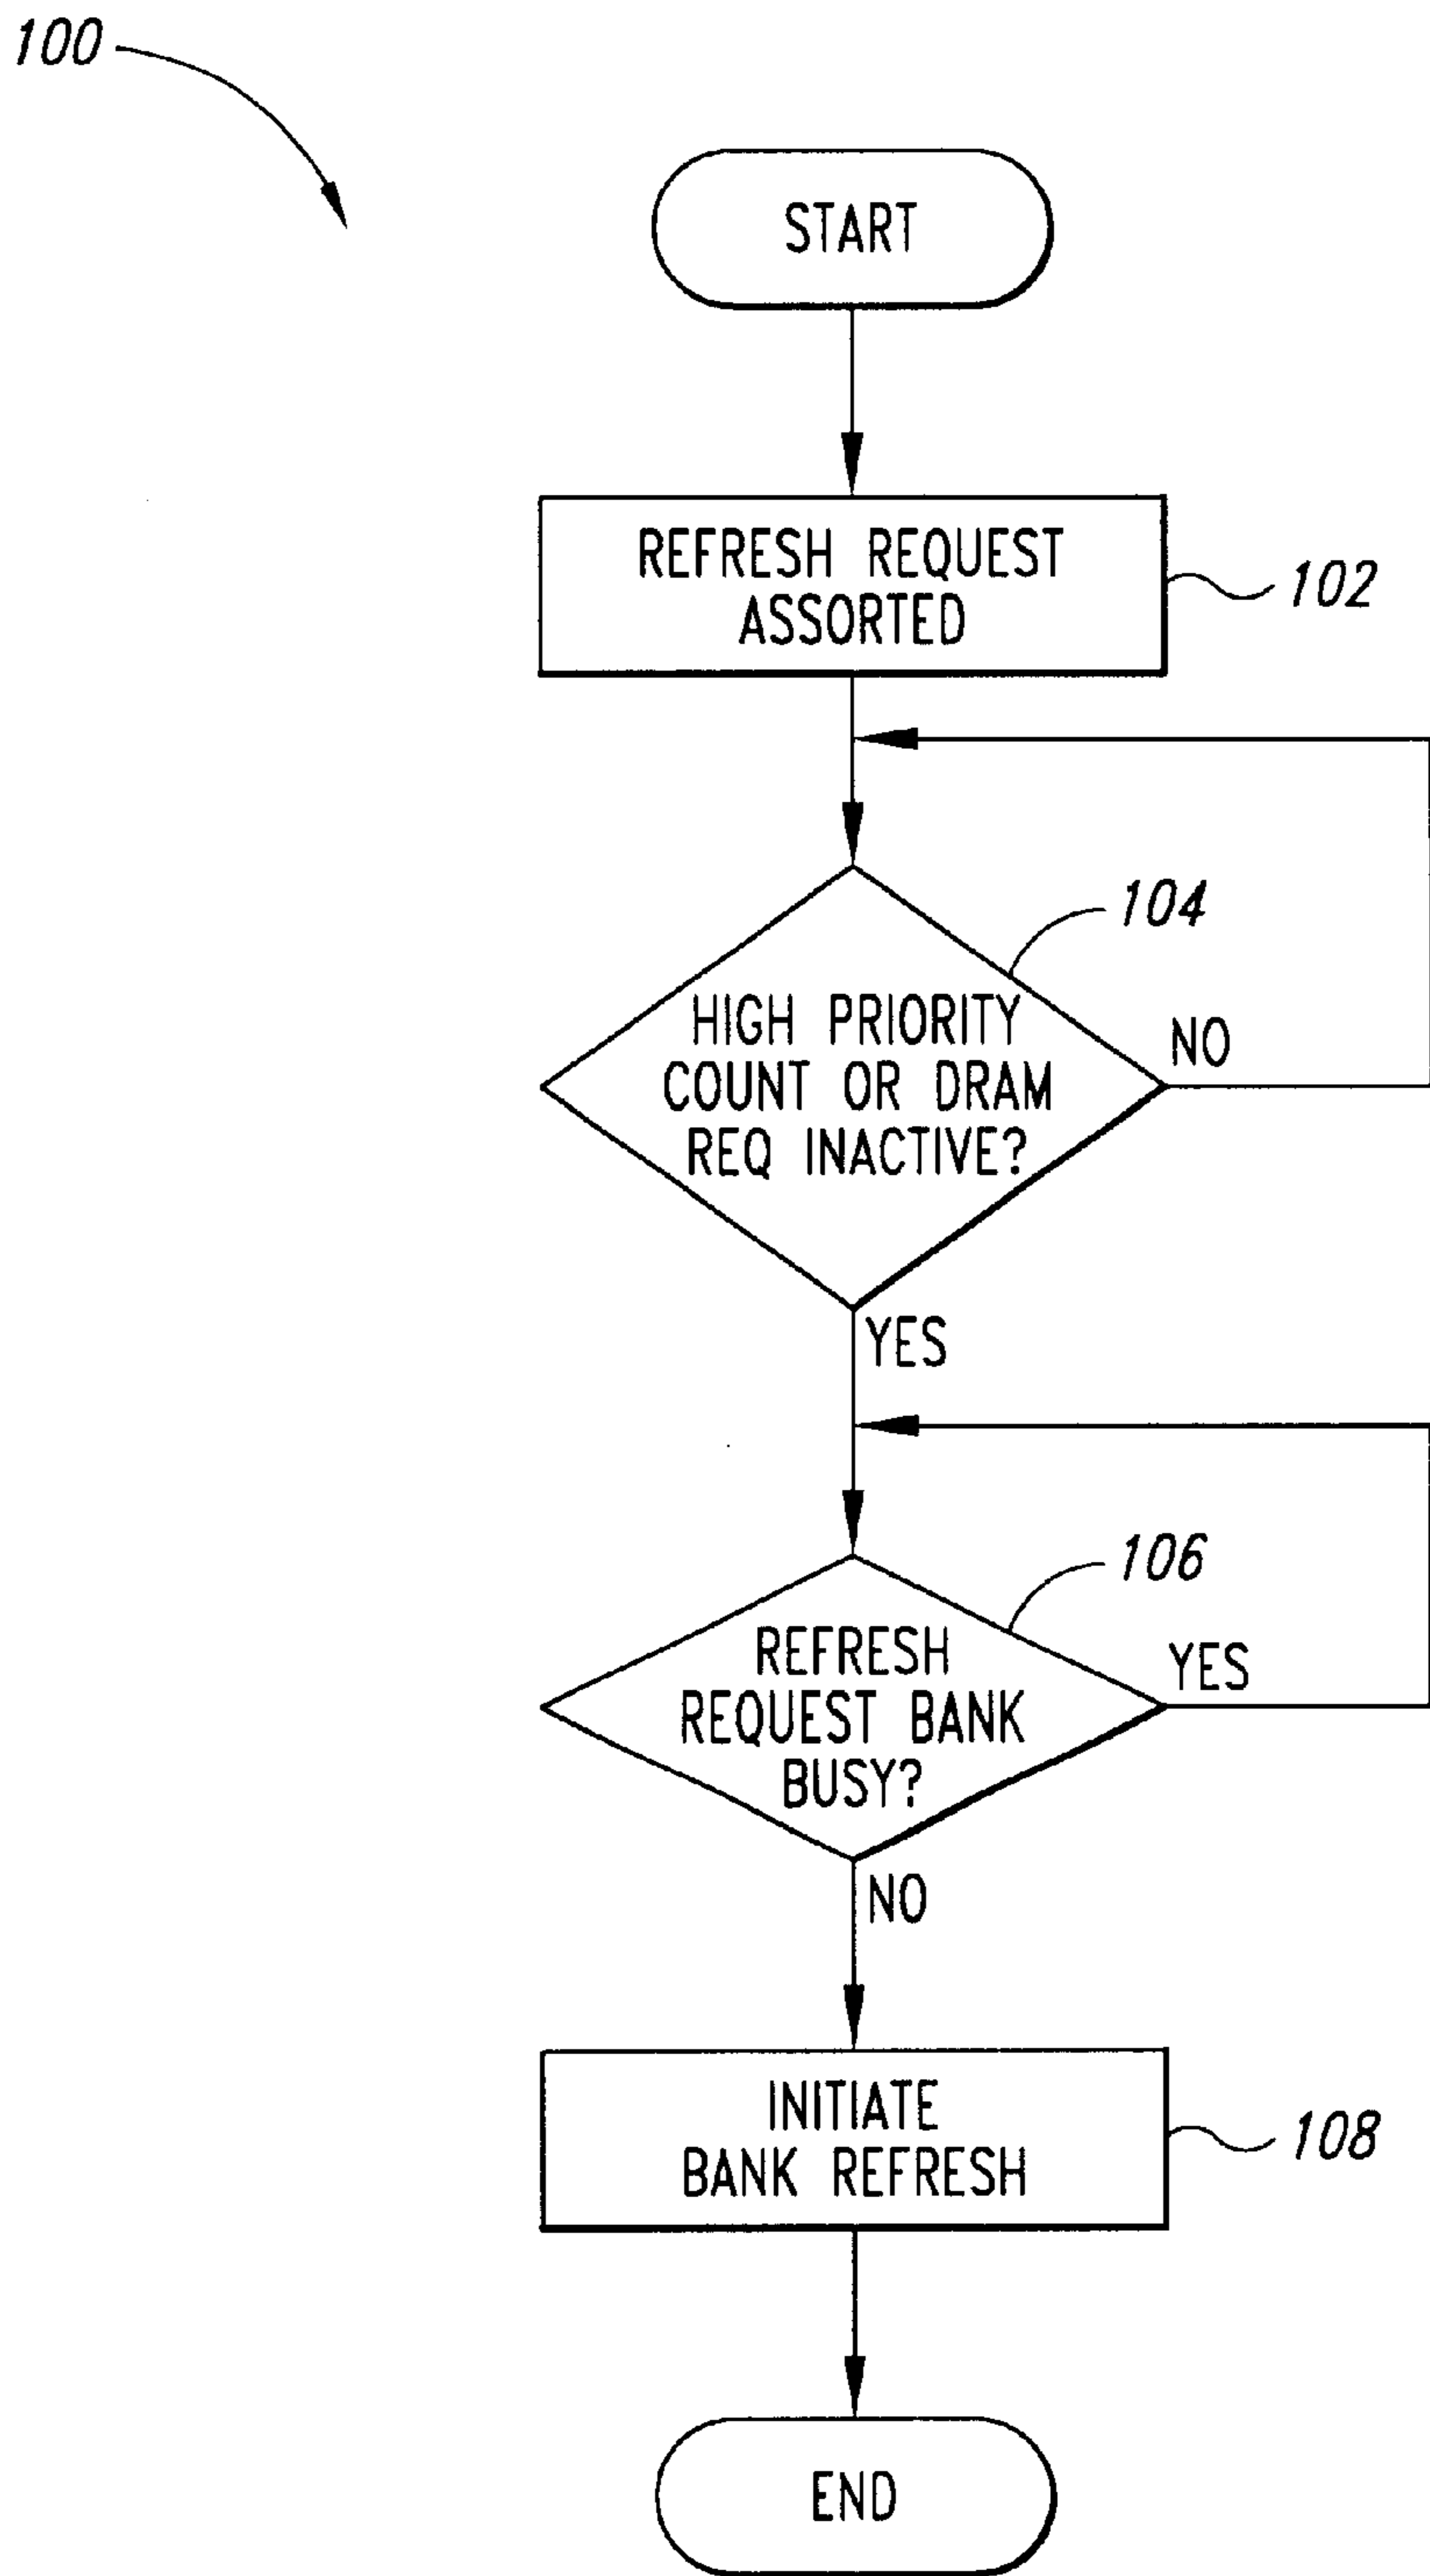 100
START
REFRESH REQUEST
ASSORTED
102
104
HIGH PRIORITY
COUNT OR DRAM
REQ INACTIVE?
NO
YES
106
REFRESH
REQUEST BANK
BUSY?
YES
NO
INITIATE
BANK REFRESH
108
END